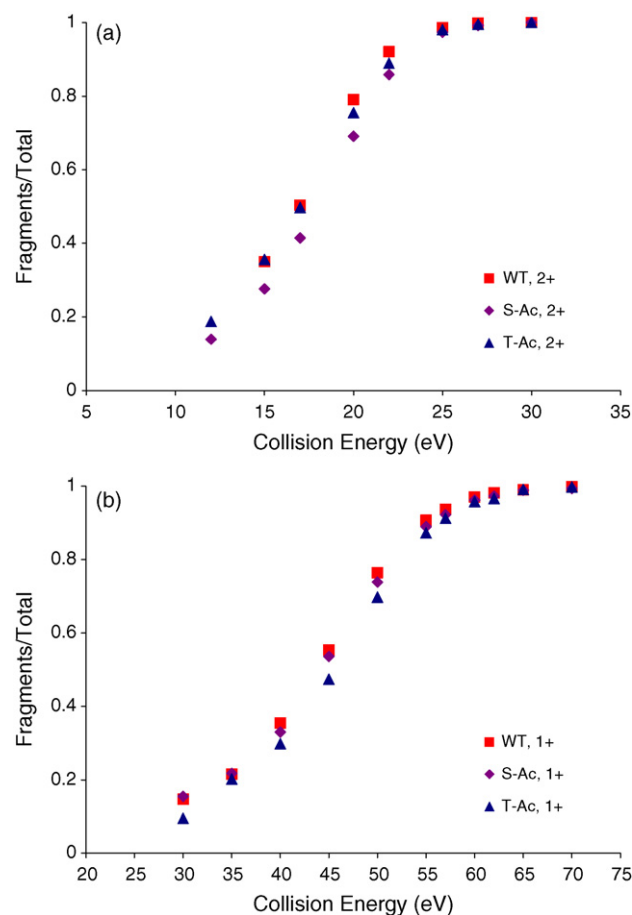 (a)
Fragments/Total
1
0.8
0.6
0.4
0.2
0
5 10 15 20 25 30 35
Collision Energy (eV)
WT, 2+
S-Ac, 2+
T-Ac, 2+
(b)
Fragments/Total
1
0.8
0.6
0.4
0.2
0
20 25 30 35 40 45 50 55 60 65 70 75
Collision Energy (eV)
WT, 1+
S-Ac, 1+
T-Ac, 1+